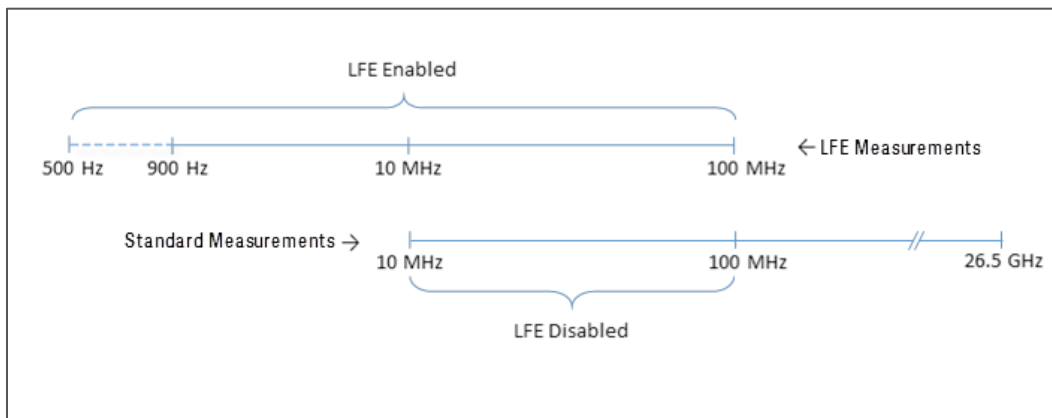 LFE Enabled
500 Hz 900 Hz 10 MHz 100 MHz
←LFE Measurements
Standard Measurements →
10 MHz 100 MHz 26.5 GHz
LFE Disabled